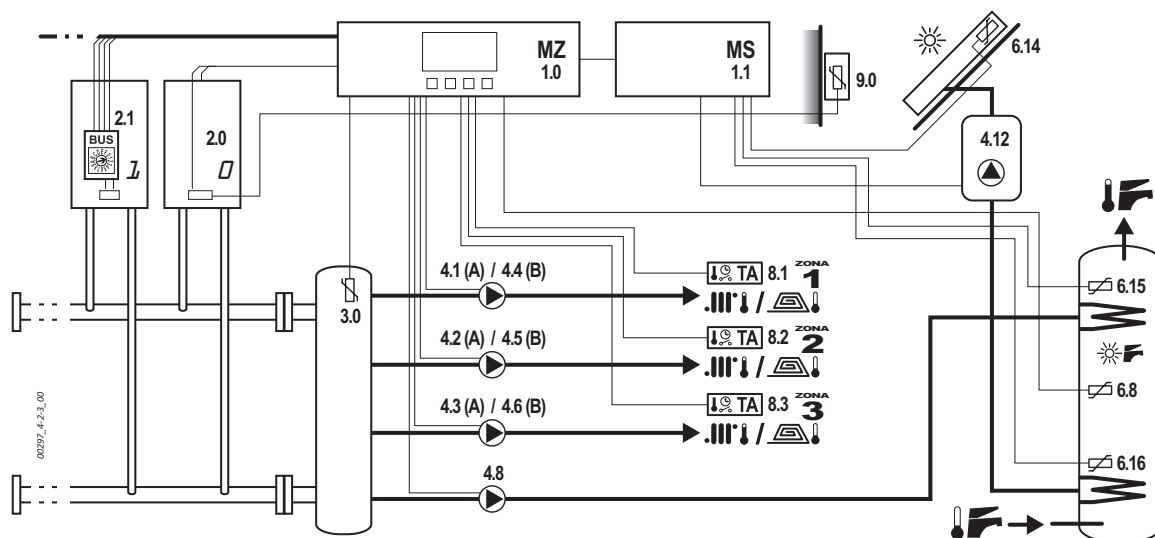 MZ
1.0
MS
1.1
6.14
9.0
2.1
BUS
1
2.0
0
4.12
4.1 (A) / 4.4 (B)
TA 8.1 ZONA 1
3.0
6.15
4.2 (A) / 4.5 (B)
TA 8.2 ZONA 2
4.3 (A) / 4.6 (B)
TA 8.3 ZONA 3
6.8
4.8
6.16
00297_4-2-3_00